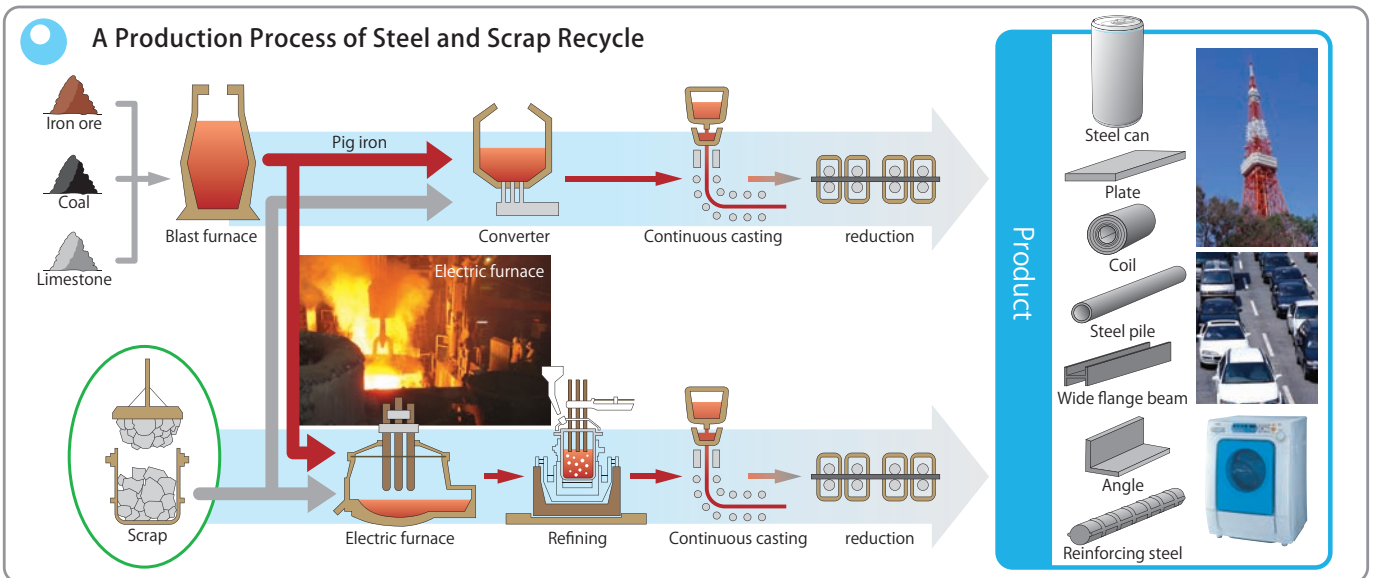 A Production Process of Steel and Scrap Recycle
Iron ore
Coal
Limestone
Blast furnace
Pig iron
Converter
Continuous casting
reduction
Electric furnace
Scrap
Electric furnace
Refining
Continuous casting
reduction
Product
Steel can
Plate
Coil
Steel pile
Wide flange beam
Angle
Reinforcing steel